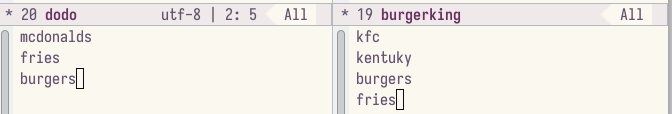 * 20 dodo utf-8 | 2: 5 All
mcdonalds
fries
burgers
* 19 burgerking All
kfc
kentuky
burgers
fries